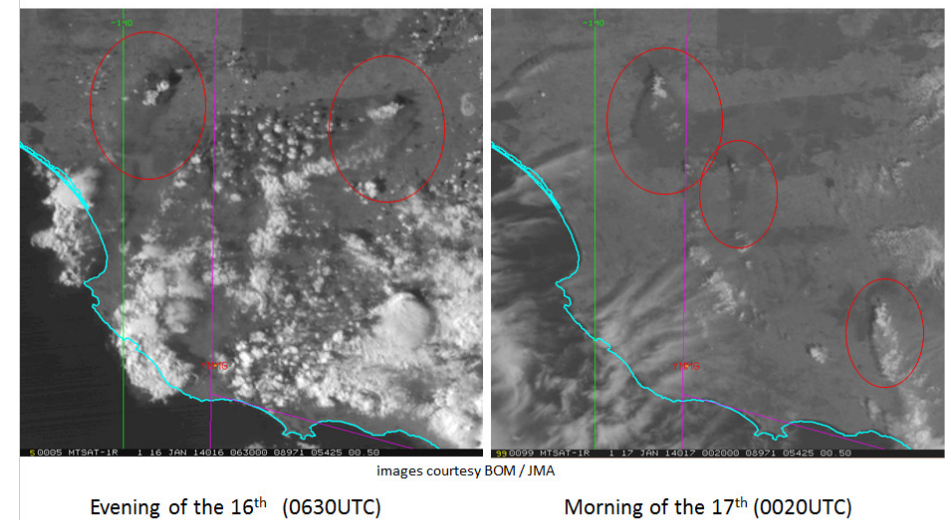 -140
S 0005 MTSAT-1R 1 16 JAN 14016 063000 08971 05425 00.50
99 0099 MTSAT-1R 1 17 JAN 14017 002000 08971 05425 00.50
images courtesy BOM / JMA
Evening of the 16th (0630UTC)
Morning of the 17th (0020UTC)